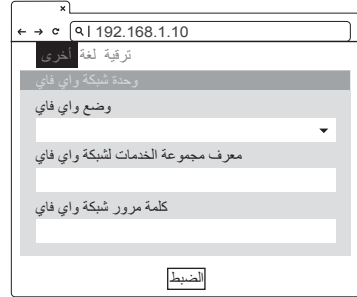 192.168.1.10
أخرى لغة ترقية
وحدة شبكة واي فاي
وضع واي فاي
معرف مجموعة الخدمات لشبكة واي فاي
كلمة مرور شبكة واي فاي
الضبط